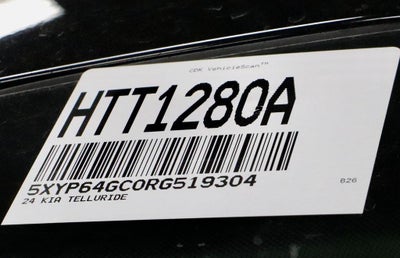 CDK VehicleScan™
HTT1280A
5XYP64GC0RG519304
24 KIA TELLURIDE
B26